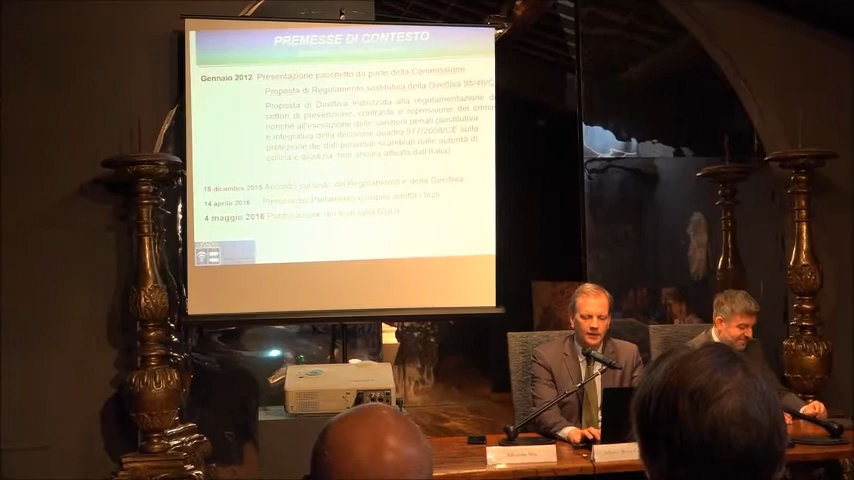 PREMESSE DI CONTESTO
Gennaio 2012 Presentazione pacchetto da parte della Commissione
Proposta di Regolamento sostitutivo della Direttiva 95/46/C
Proposta di Direttiva indirizzata alla regolamentazione d
settori di prevenzione, contrasto e repressione dei crimin
nonché all'esecuzione delle sanzioni penali (sostitutiva
e integrativa della decisione quadro 977/2008/CE sulla
protezione dei dati personali scambiati dalle autorità di
polizia e giustizia non ancora attuata dall'Italia)
18 dicembre 2015 Accordo sul testo del Regolamento e della Direttiva
14 aprile 2016 Plenaria del Parlamento europeo adotta i testi
4 maggio 2016 Pubblicazione dei testi sulla